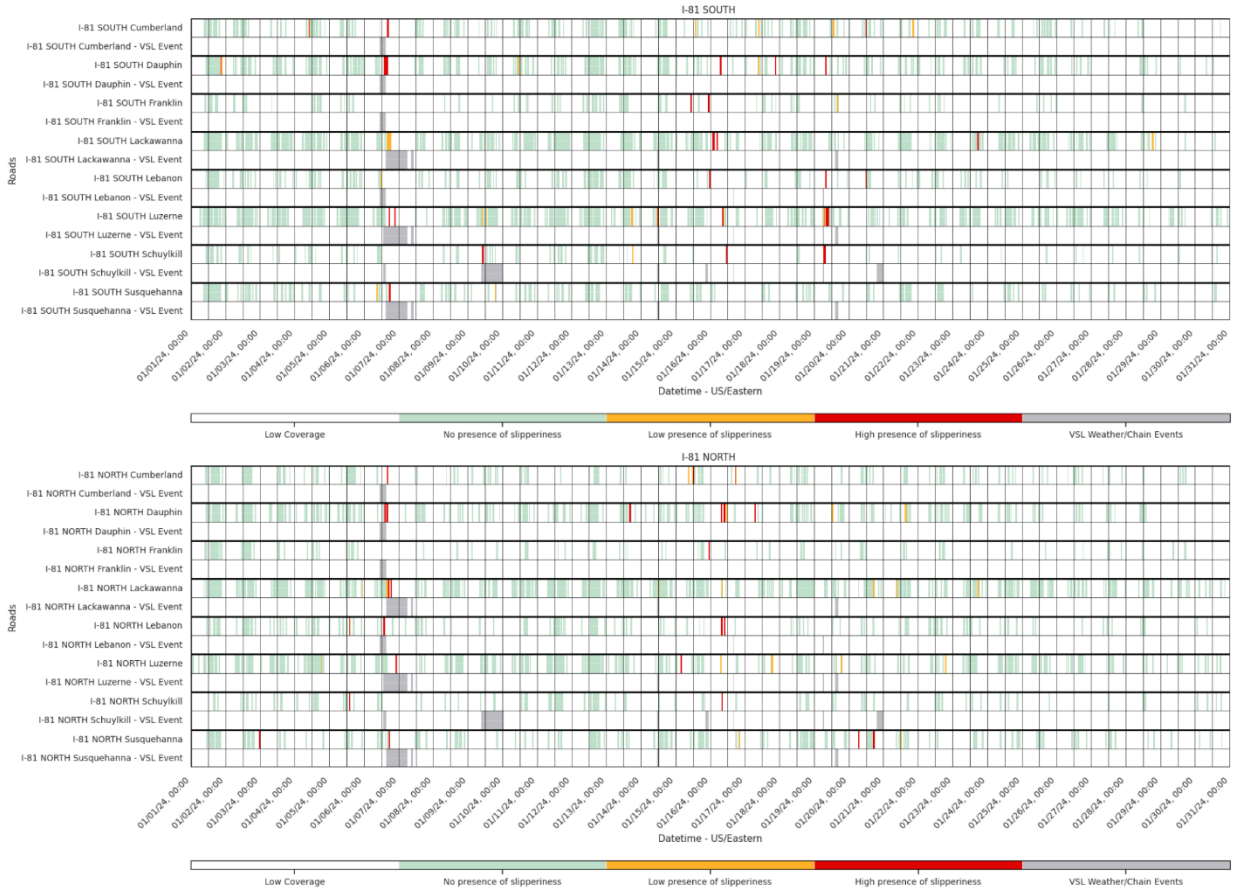 I-81 SOUTH
Roads
I-81 SOUTH Cumberland
I-81 SOUTH Cumberland - VSL Event
I-81 SOUTH Dauphin
I-81 SOUTH Dauphin - VSL Event
I-81 SOUTH Franklin
I-81 SOUTH Franklin - VSL Event
I-81 SOUTH Lackawanna
I-81 SOUTH Lackawanna - VSL Event
I-81 SOUTH Lebanon
I-81 SOUTH Lebanon - VSL Event
I-81 SOUTH Luzerne
I-81 SOUTH Luzerne - VSL Event
I-81 SOUTH Schuylkill
I-81 SOUTH Schuylkill - VSL Event
I-81 SOUTH Susquehanna
I-81 SOUTH Susquehanna - VSL Event
01/01/24, 00:00 01/02/24, 00:00 01/03/24, 00:00 01/04/24, 00:00 01/05/24, 00:00 01/06/24, 00:00 01/07/24, 00:00 01/08/24, 00:00 01/09/24, 00:00 01/10/24, 00:00 01/11/24, 00:00 01/12/24, 00:00 01/13/24, 00:00 01/14/24, 00:00 01/15/24, 00:00 01/16/24, 00:00 01/17/24, 00:00 01/18/24, 00:00 01/19/24, 00:00 01/20/24, 00:00 01/21/24, 00:00 01/22/24, 00:00 01/23/24, 00:00 01/24/24, 00:00 01/25/24, 00:00 01/26/24, 00:00 01/27/24, 00:00 01/28/24, 00:00 01/29/24, 00:00 01/30/24, 00:00 01/31/24, 00:00
Datetime - US/Eastern
Low Coverage No presence of slipperiness Low presence of slipperiness High presence of slipperiness VSL Weather/Chain Events
I-81 NORTH
Roads
I-81 NORTH Cumberland
I-81 NORTH Cumberland - VSL Event
I-81 NORTH Dauphin
I-81 NORTH Dauphin - VSL Event
I-81 NORTH Franklin
I-81 NORTH Franklin - VSL Event
I-81 NORTH Lackawanna
I-81 NORTH Lackawanna - VSL Event
I-81 NORTH Lebanon
I-81 NORTH Lebanon - VSL Event
I-81 NORTH Luzerne
I-81 NORTH Luzerne - VSL Event
I-81 NORTH Schuylkill
I-81 NORTH Schuylkill - VSL Event
I-81 NORTH Susquehanna
I-81 NORTH Susquehanna - VSL Event
01/01/24, 00:00 01/02/24, 00:00 01/03/24, 00:00 01/04/24, 00:00 01/05/24, 00:00 01/06/24, 00:00 01/07/24, 00:00 01/08/24, 00:00 01/09/24, 00:00 01/10/24, 00:00 01/11/24, 00:00 01/12/24, 00:00 01/13/24, 00:00 01/14/24, 00:00 01/15/24, 00:00 01/16/24, 00:00 01/17/24, 00:00 01/18/24, 00:00 01/19/24, 00:00 01/20/24, 00:00 01/21/24, 00:00 01/22/24, 00:00 01/23/24, 00:00 01/24/24, 00:00 01/25/24, 00:00 01/26/24, 00:00 01/27/24, 00:00 01/28/24, 00:00 01/29/24, 00:00 01/30/24, 00:00 01/31/24, 00:00
Datetime - US/Eastern
Low Coverage No presence of slipperiness Low presence of slipperiness High presence of slipperiness VSL Weather/Chain Events